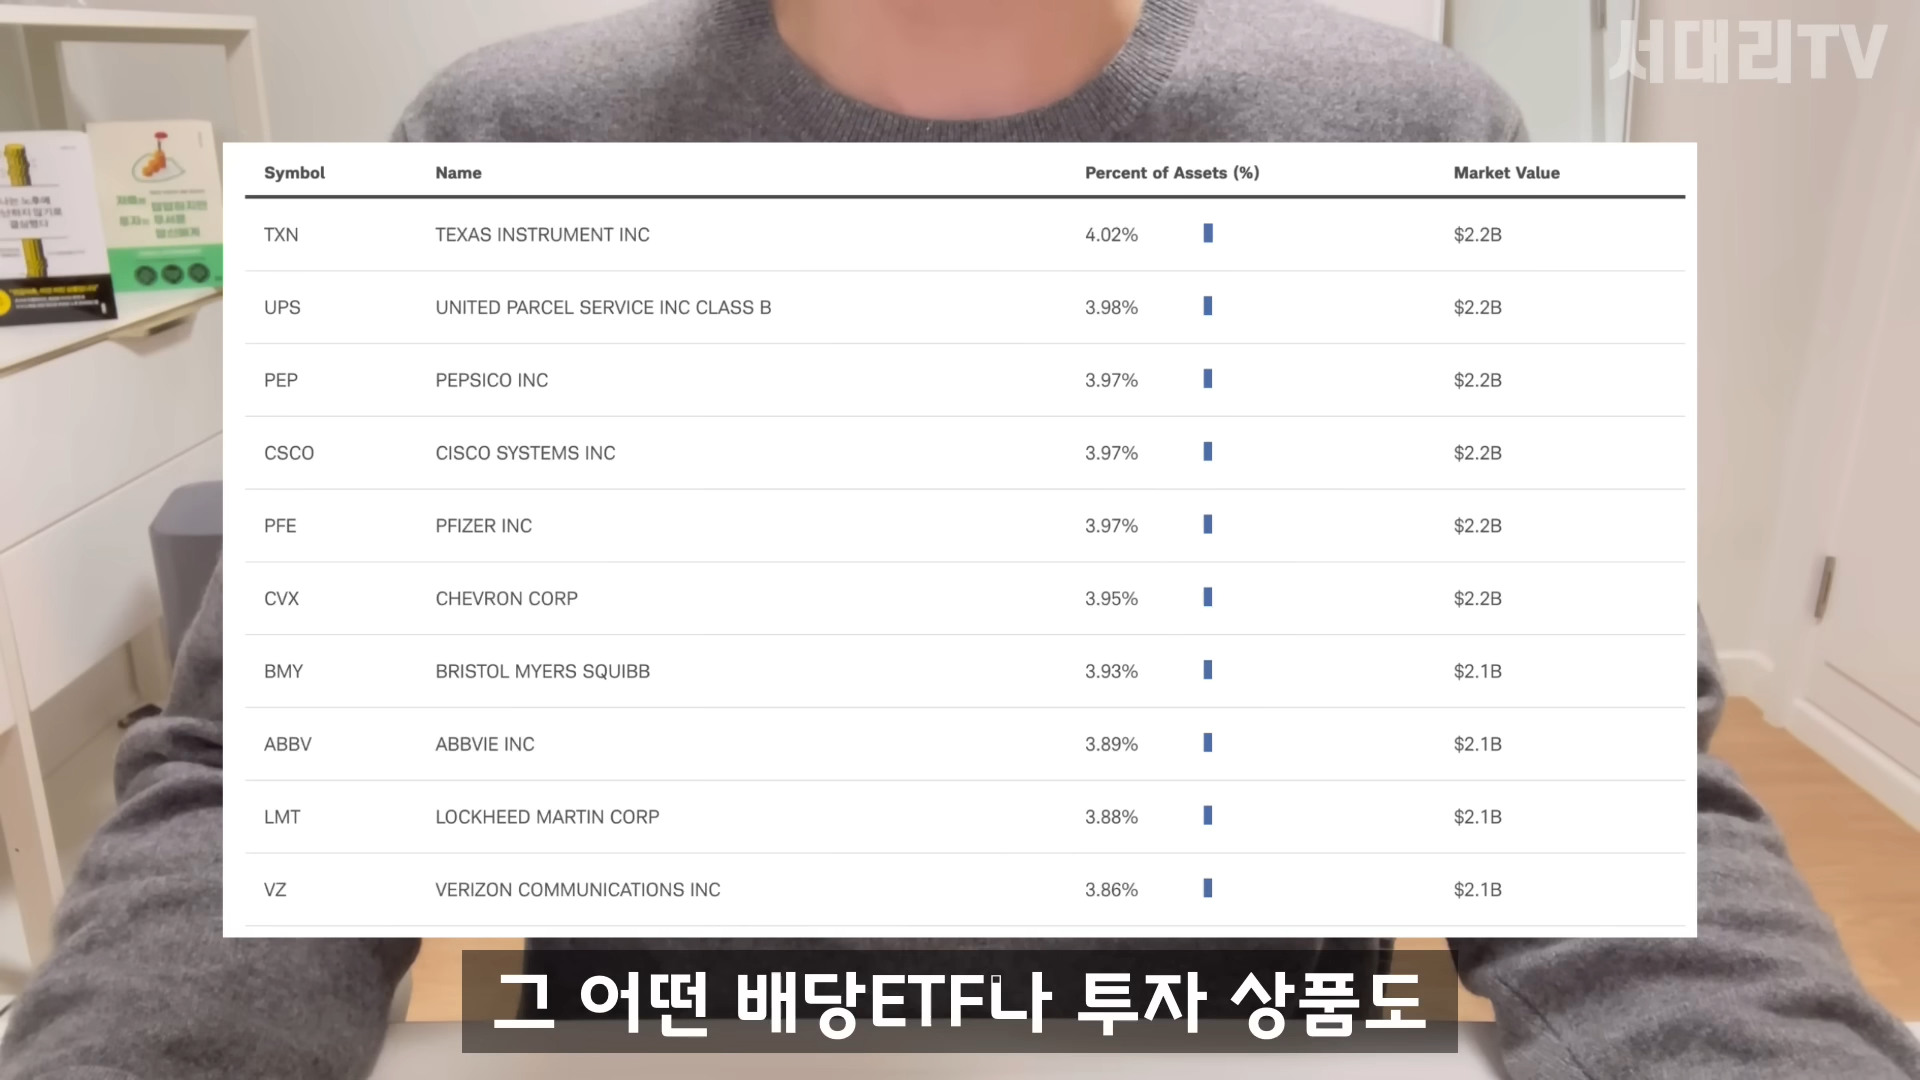 서대리TV
Symbol Name Percent of Assets (%) Market Value
TXN TEXAS INSTRUMENT INC 4.02% $2.2B
UPS UNITED PARCEL SERVICE INC CLASS B 3.98% $2.2B
PEP PEPSICO INC 3.97% $2.2B
CSCO CISCO SYSTEMS INC 3.97% $2.2B
PFE PFIZER INC 3.97% $2.2B
CVX CHEVRON CORP 3.95% $2.2B
BMY BRISTOL MYERS SQUIBB 3.93% $2.1B
ABBV ABBVIE INC 3.89% $2.1B
LMT LOCKHEED MARTIN CORP 3.88% $2.1B
VZ VERIZON COMMUNICATIONS INC 3.86% $2.1B
그 어떤 배당ETF나 투자 상품도